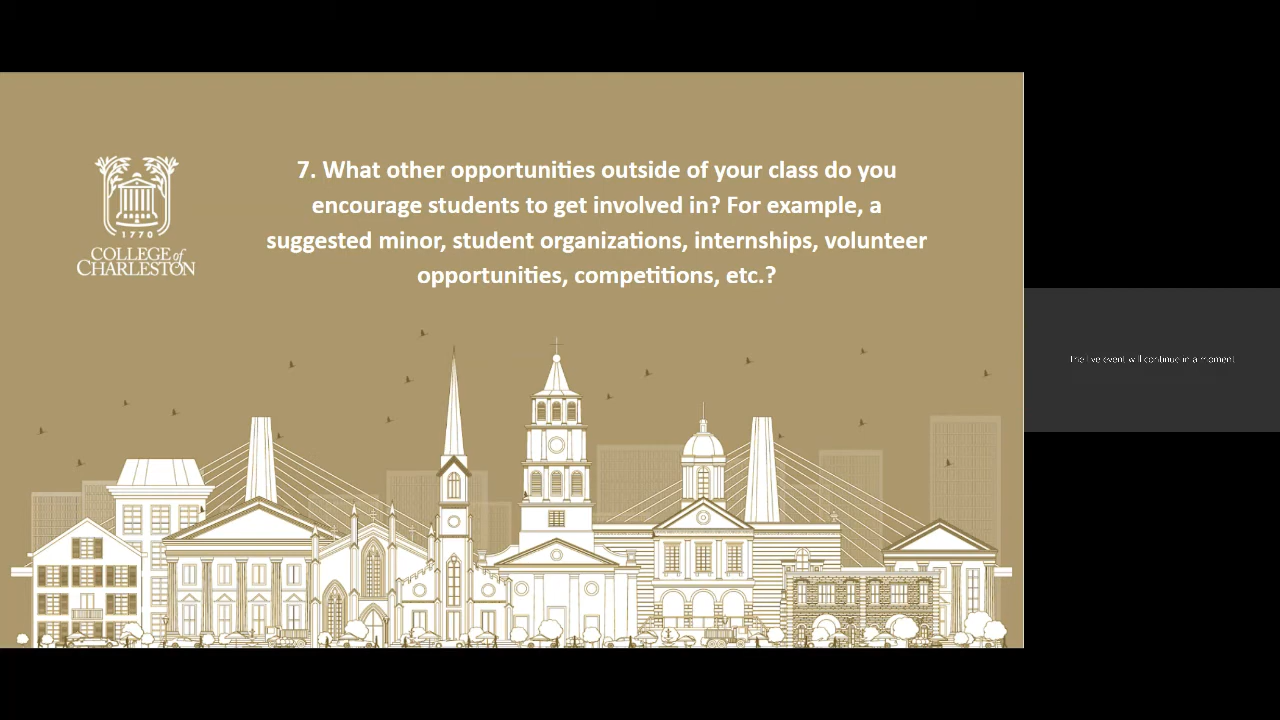 7. What other opportunities outside of your class do you
encourage students to get involved in? For example, a
suggested minor, student organizations, internships, volunteer
opportunities, competitions, etc.?
1770
COLLEGE of
CHARLESTON
The live event will continue in a moment